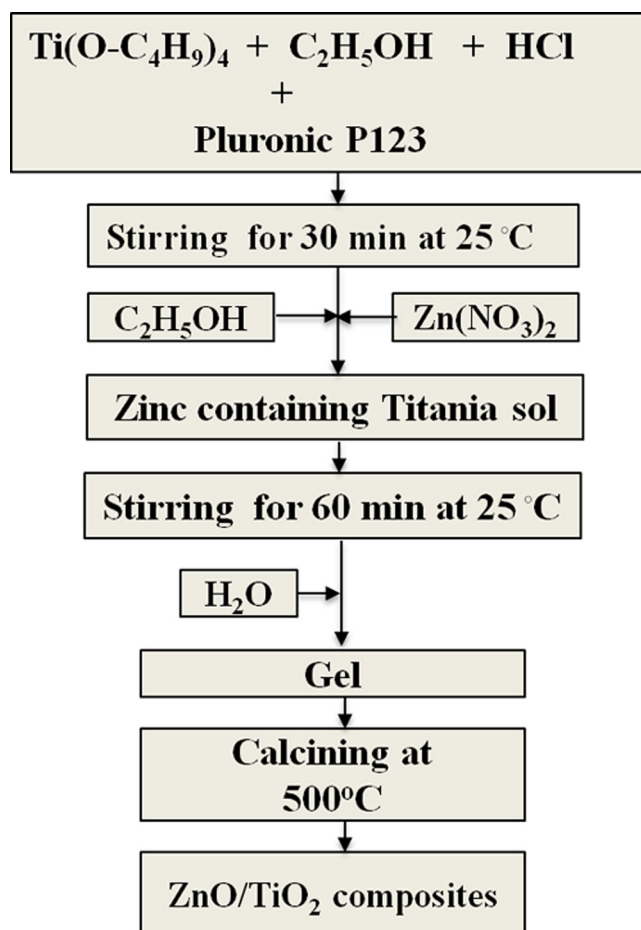 Ti(O-C₄H₉)₄ + C₂H₅OH + HCl
+
Pluronic P123
Stirring for 30 min at 25 °C
C₂H₅OH
Zn(NO₃)₂
Zinc containing Titania sol
Stirring for 60 min at 25 °C
H₂O
Gel
Calcining at
500°C
ZnO/TiO₂ composites